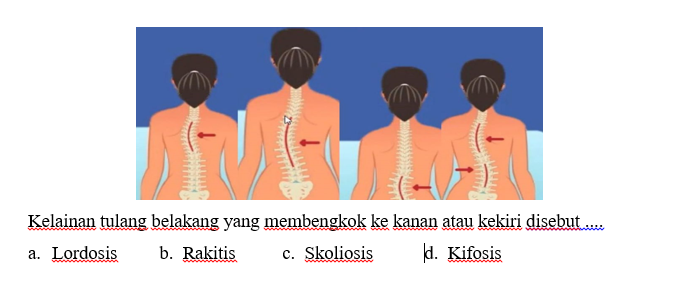 Kelainan tulang belakang yang membengkok ke kanan atau kekiri disebut ....
a. Lordosis b. Rakitis c. Skoliosis d. Kifosis